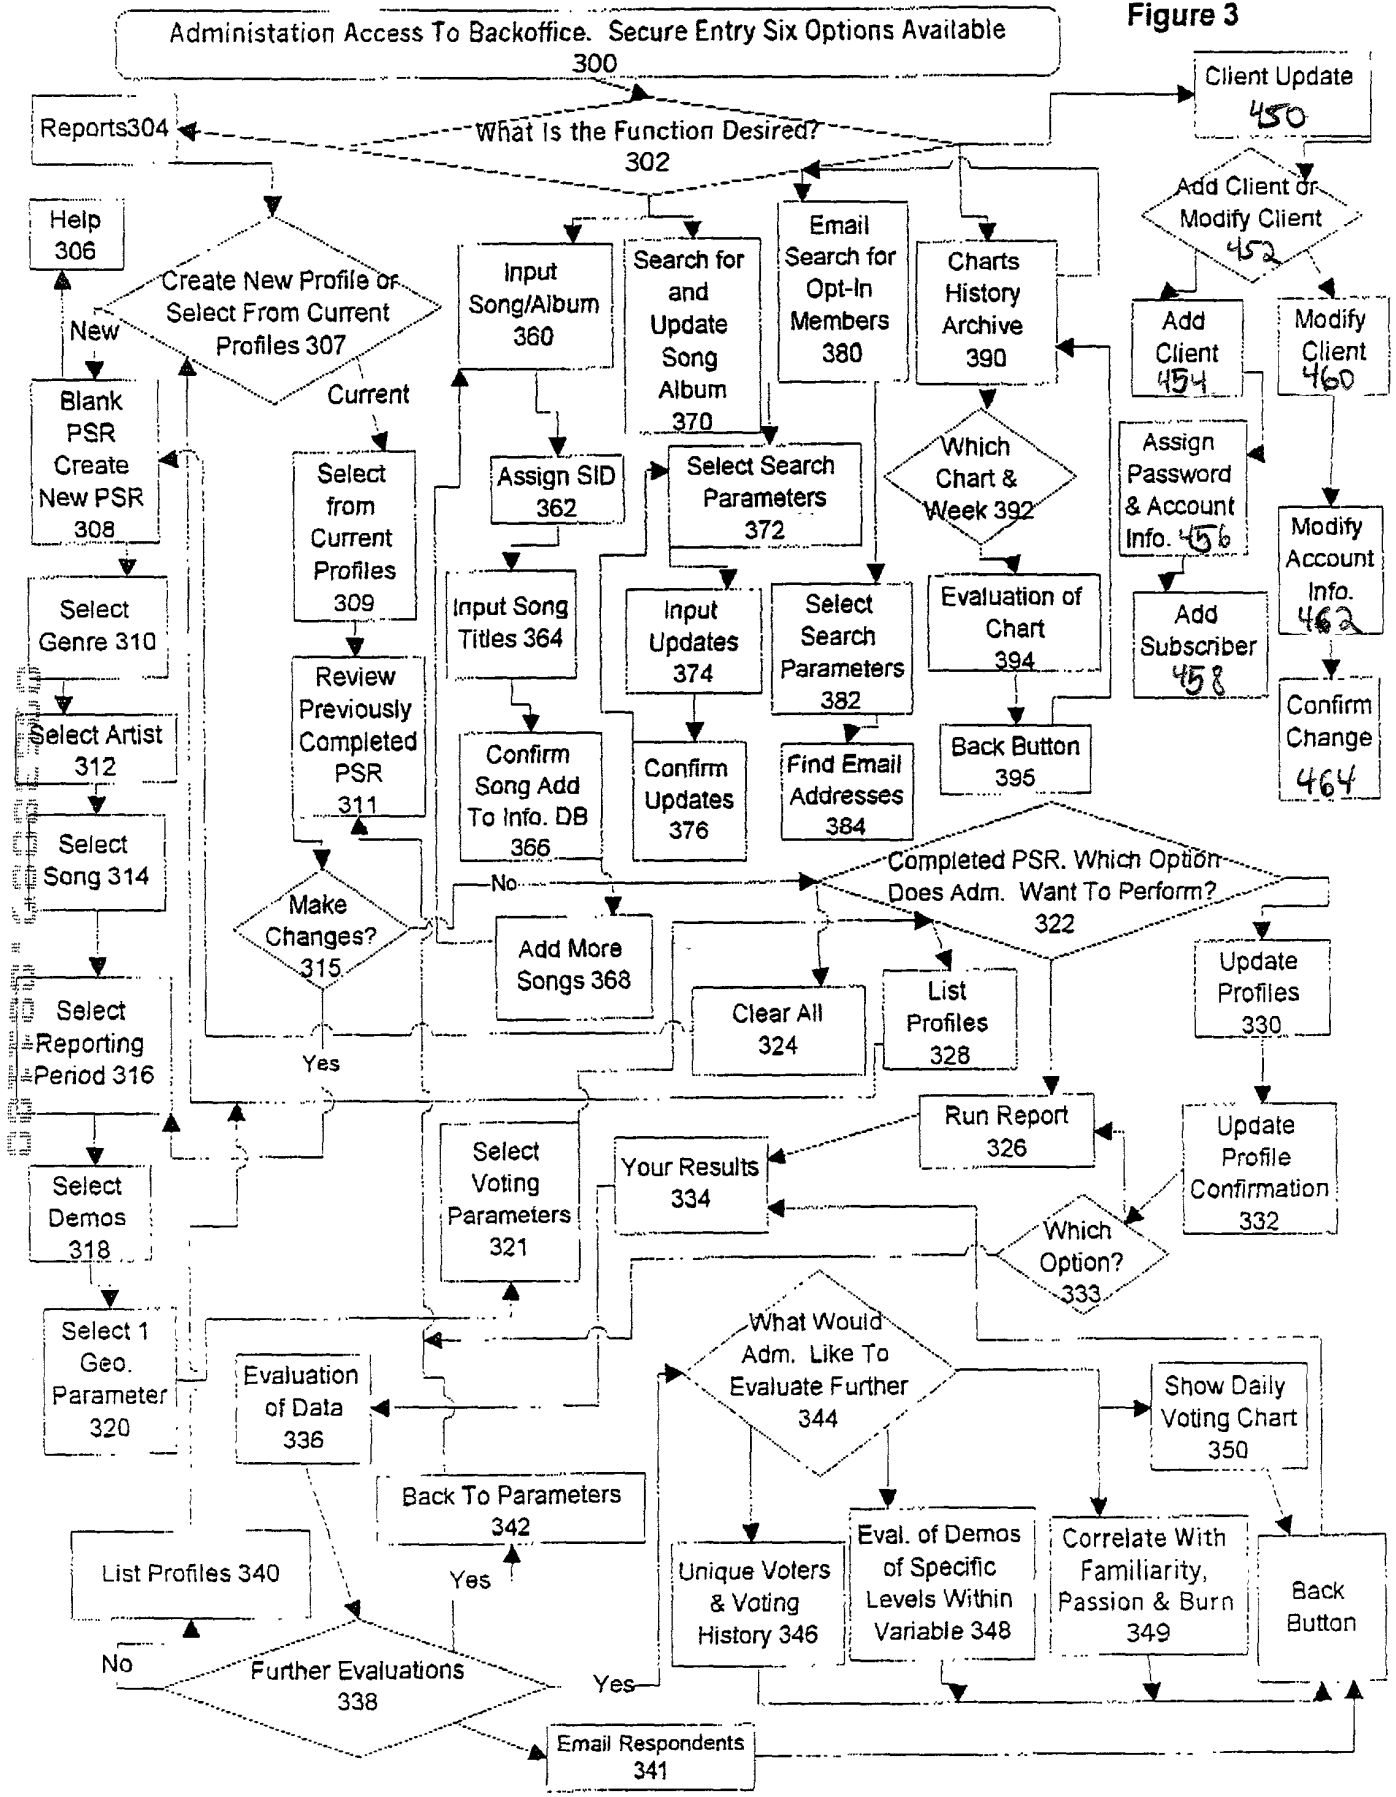 Figure 3
Administation Access To Backoffice. Secure Entry Six Options Available
300
Client Update
450
Reports304
What Is the Function Desired?
302
Add Client or
Modify Client
452
Help
306
Create New Profile or
Select From Current
Profiles 307
New
Current
Input
Song/Album
360
Search for
and
Update
Song
Album
370
Email
Search for
Opt-In
Members
380
Charts
History
Archive
390
Add
Client
454
Modify
Client
460
Blank
PSR
Create
New PSR
308
Select
from
Current
Profiles
309
Assign SID
362
Select Search
Parameters
372
Which
Chart &
Week 392
Assign
Password
& Account
Info. 456
Modify
Account
Info.
462
Select
Genre 310
Input Song
Titles 364
Input
Updates
374
Select
Search
Parameters
382
Evaluation of
Chart
394
Add
Subscriber
458
Review
Previously
Completed
PSR
311
Select Artist
312
Confirm
Song Add
To Info. DB
366
Confirm
Updates
376
Find Email
Addresses
384
Back Button
395
Confirm
Change
464
Select
Song 314
Make
Changes?
315
No
Completed PSR. Which Option
Does Adm. Want To Perform?
322
Add More
Songs 368
Select
Reporting
Period 316
Yes
Clear All
324
List
Profiles
328
Update
Profiles
330
Run Report
326
Update
Profile
Confirmation
332
Select
Demos
318
Select
Voting
Parameters
321
Your Results
334
Which
Option?
333
Select 1
Geo.
Parameter
320
Evaluation
of Data
336
What Would
Adm. Like To
Evaluate Further
344
Show Daily
Voting Chart
350
Back To Parameters
342
List Profiles 340
Yes
Unique Voters
& Voting
History 346
Eval. of Demos
of Specific
Levels Within
Variable 348
Correlate With
Familiarity,
Passion & Burn
349
Back
Button
No
Further Evaluations
338
Yes
Email Respondents
341